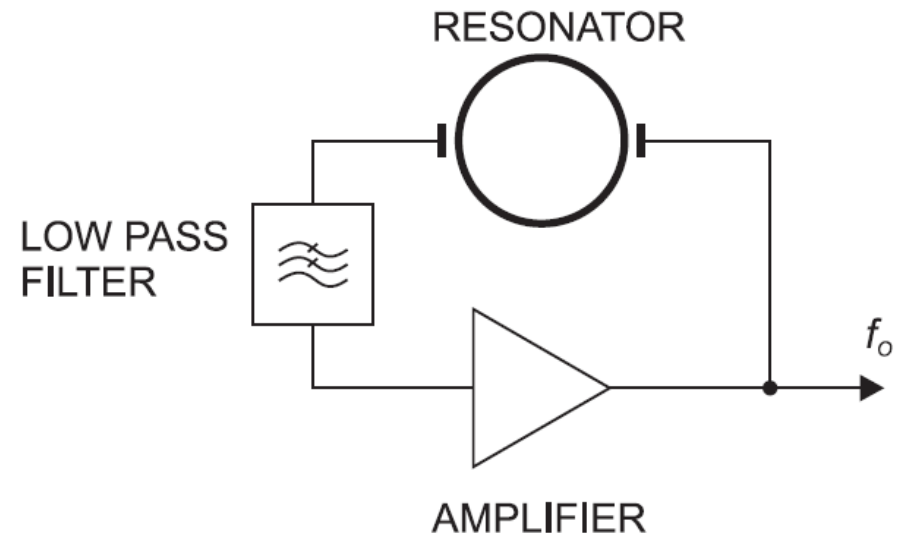 RESONATOR
LOW PASS
FILTER
fo
AMPLIFIER